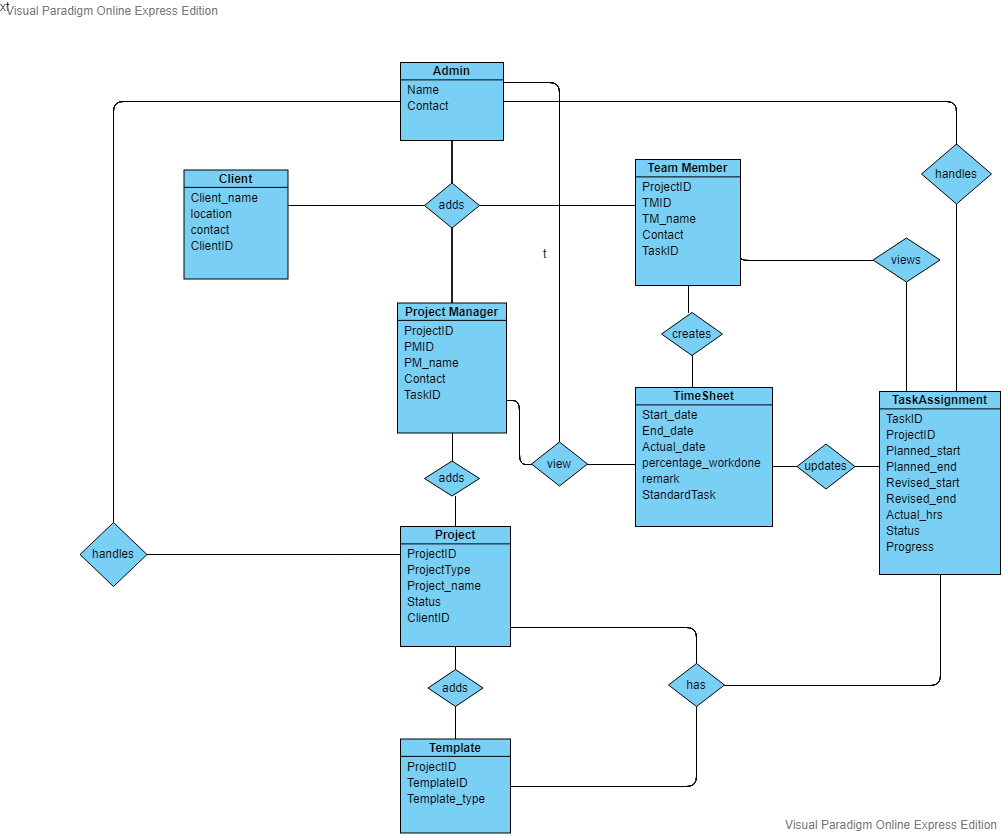 xt
Visual Paradigm Online Express Edition
Admin
Name
Contact
Client
Client_name
location
contact
ClientID
adds
Team Member
ProjectID
TMID
TM_name
Contact
TaskID
handles
t
views
Project Manager
ProjectID
PMID
PM_name
Contact
TaskID
creates
TimeSheet
Start_date
End_date
Actual_date
percentage_workdone
remark
StandardTask
TaskAssignment
TaskID
ProjectID
Planned_start
Planned_end
Revised_start
Revised_end
Actual_hrs
Status
Progress
adds
view
updates
handles
Project
ProjectID
ProjectType
Project_name
Status
ClientID
adds
has
Template
ProjectID
TemplateID
Template_type
Visual Paradigm Online Express Edition